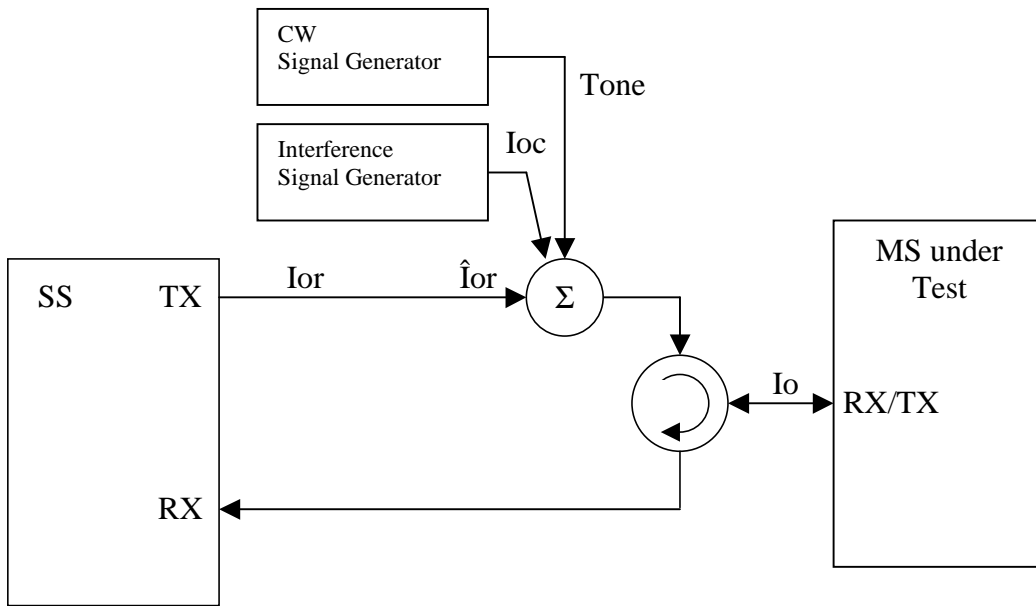 CW
Signal Generator
Tone
Interference
Signal Generator
Ioc
MS under
Test
SS
TX
Ior
Îor
Σ
Io
RX/TX
RX